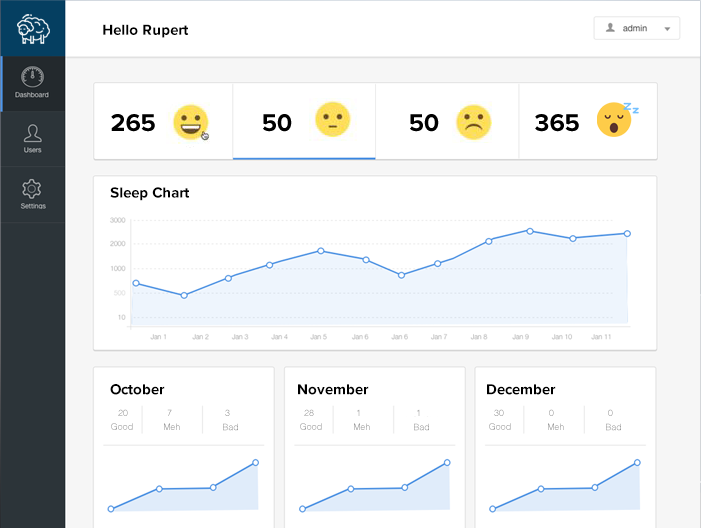 Hello Rupert
admin
Dashboard
Users
Settings
265 50 50 365
z z z
Sleep Chart
3000
2000
1000
500
10
Jan 1 Jan 2 Jan 3 Jan 4 Jan 5 Jan 6 Jan 6 Jan 7 Jan 8 Jan 9 Jan 10 Jan 11
October
20 7 3
Good Meh Bad
November
28 1 1
Good Meh Bad
December
30 0 0
Good Meh Bad